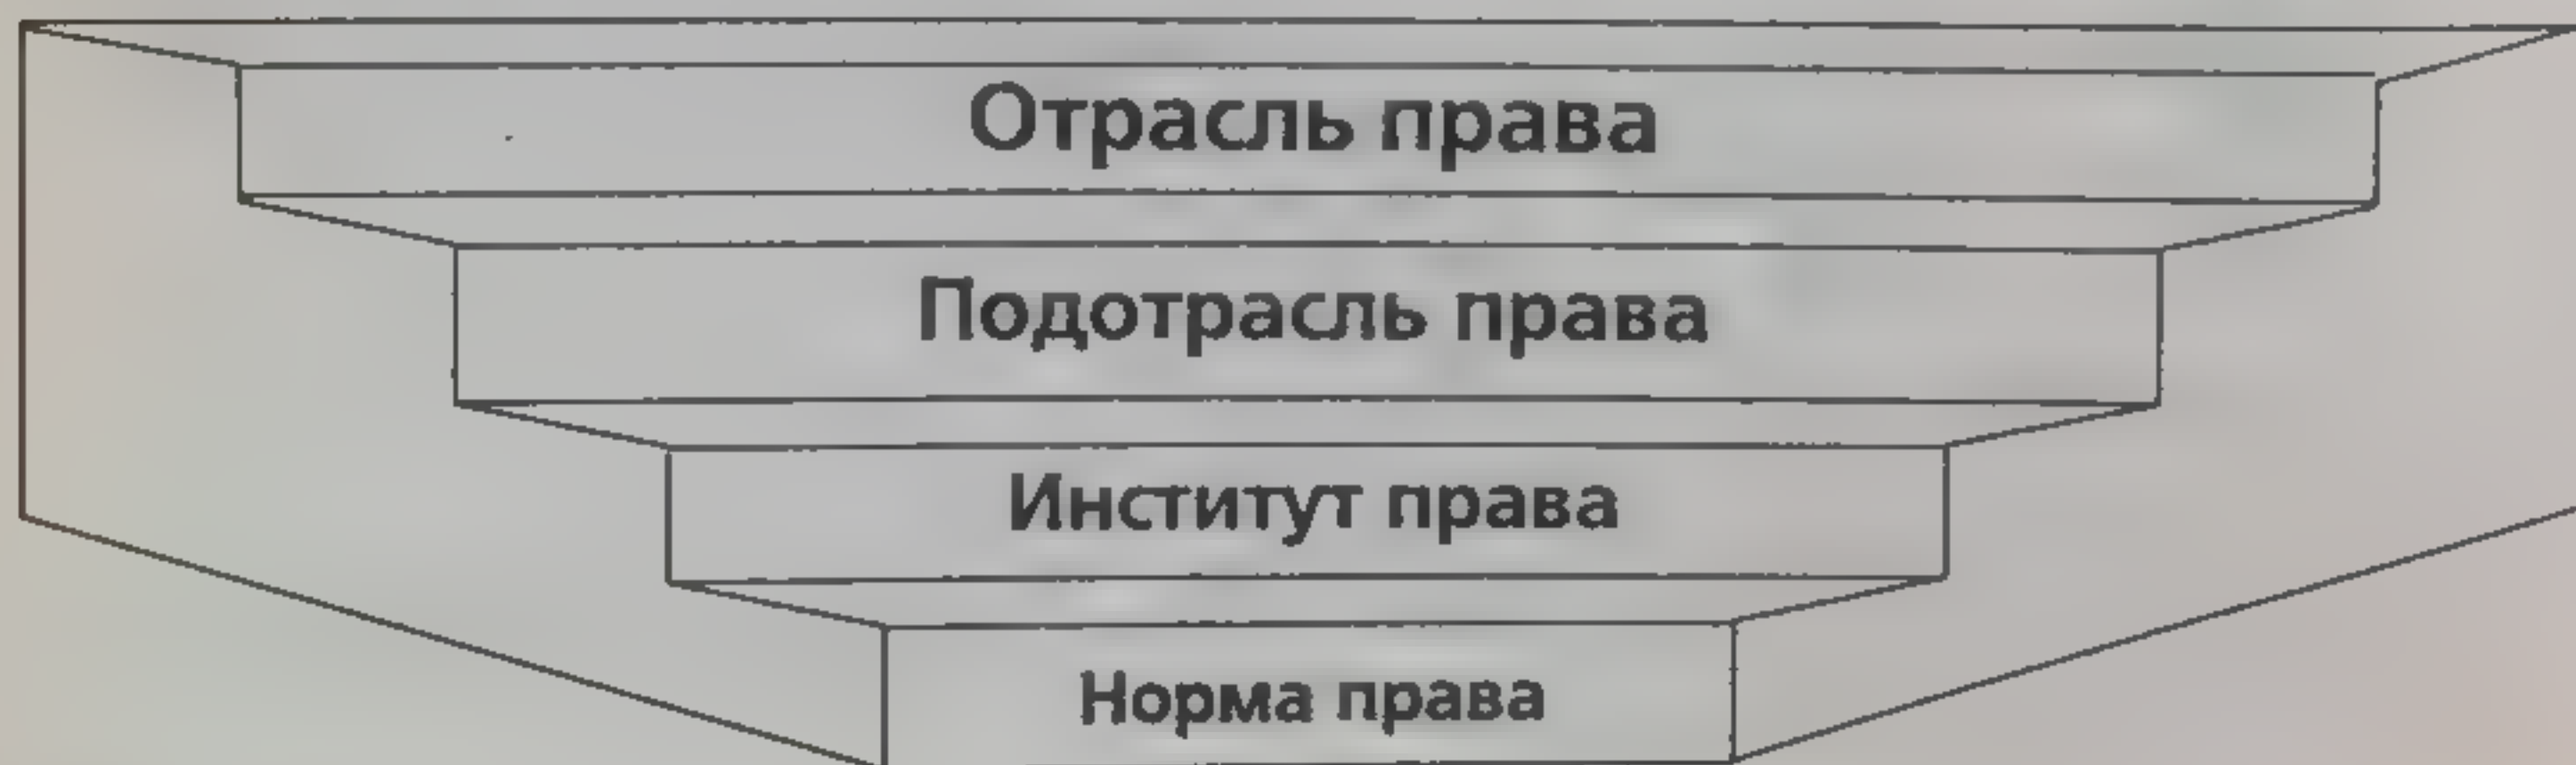 Отрасль права
Подотрасль права
Институт права
Норма права